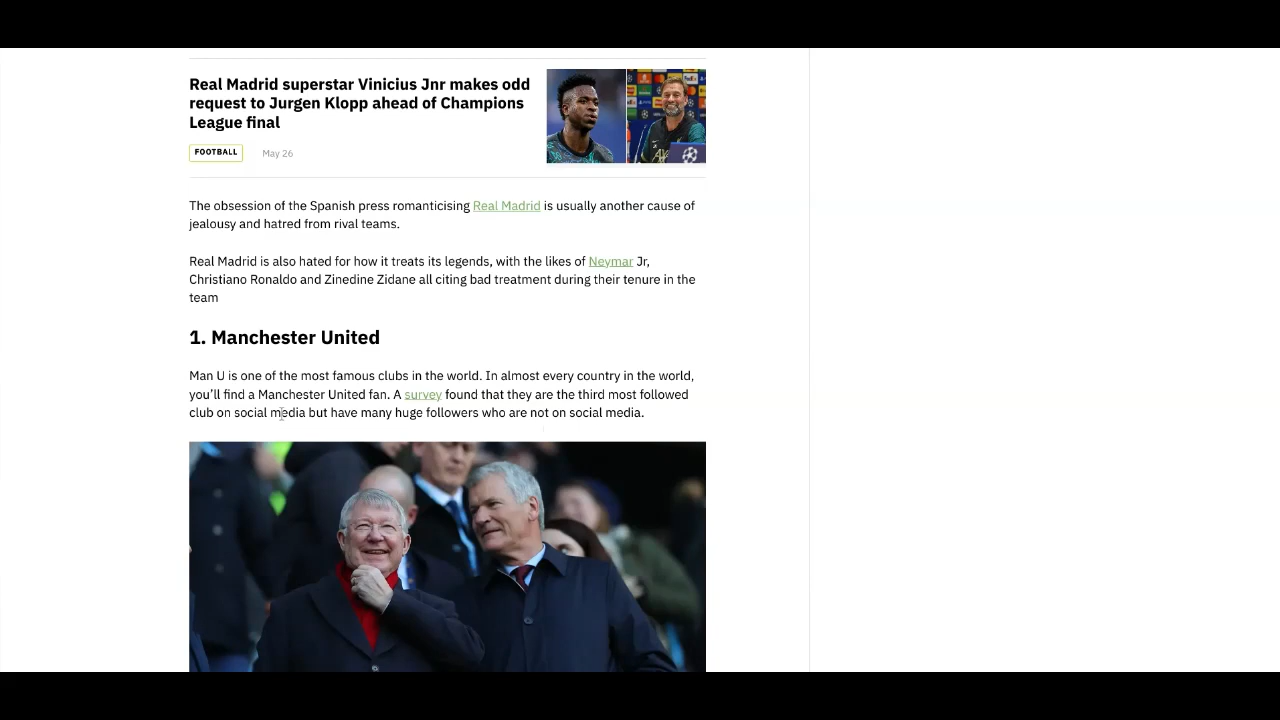 Real Madrid superstar Vinicius Jnr makes odd
request to Jurgen Klopp ahead of Champions
League final
FOOTBALL May 26
The obsession of the Spanish press romanticising Real Madrid is usually another cause of
jealousy and hatred from rival teams.
Real Madrid is also hated for how it treats its legends, with the likes of Neymar Jr,
Christiano Ronaldo and Zinedine Zidane all citing bad treatment during their tenure in the
team
1. Manchester United
Man U is one of the most famous clubs in the world. In almost every country in the world,
you’ll find a Manchester United fan. A survey found that they are the third most followed
club on social media but have many huge followers who are not on social media.